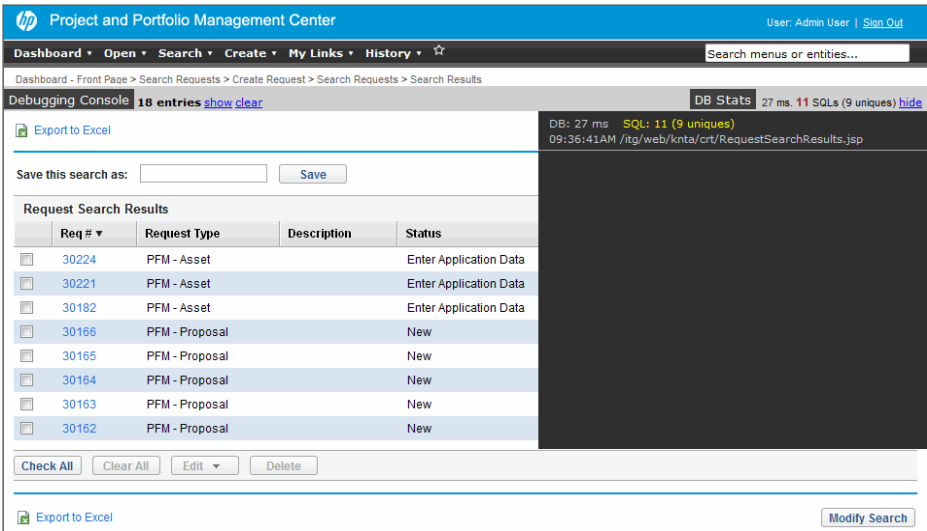 hp Project and Portfolio Management Center User: Admin User | Sign Out
Dashboard Open Search Create My Links History Search menus or entities...
Dashboard - Front Page > Search Requests > Create Request > Search Requests > Search Results
Debugging Console 18 entries show clear DB Stats 27 ms. 11 SQLs (9 uniques) hide
Export to Excel DB: 27 ms SQL: 11 (9 uniques)
09:36:41AM /itg/web/knta/crt/RequestSearchResults.jsp
Save this search as: Save
Request Search Results
Req # Request Type Description Status
30224 PFM - Asset Enter Application Data
30221 PFM - Asset Enter Application Data
30182 PFM - Asset Enter Application Data
30166 PFM - Proposal New
30165 PFM - Proposal New
30164 PFM - Proposal New
30163 PFM - Proposal New
30162 PFM - Proposal New
Check All Clear All Edit Delete
Export to Excel Modify Search